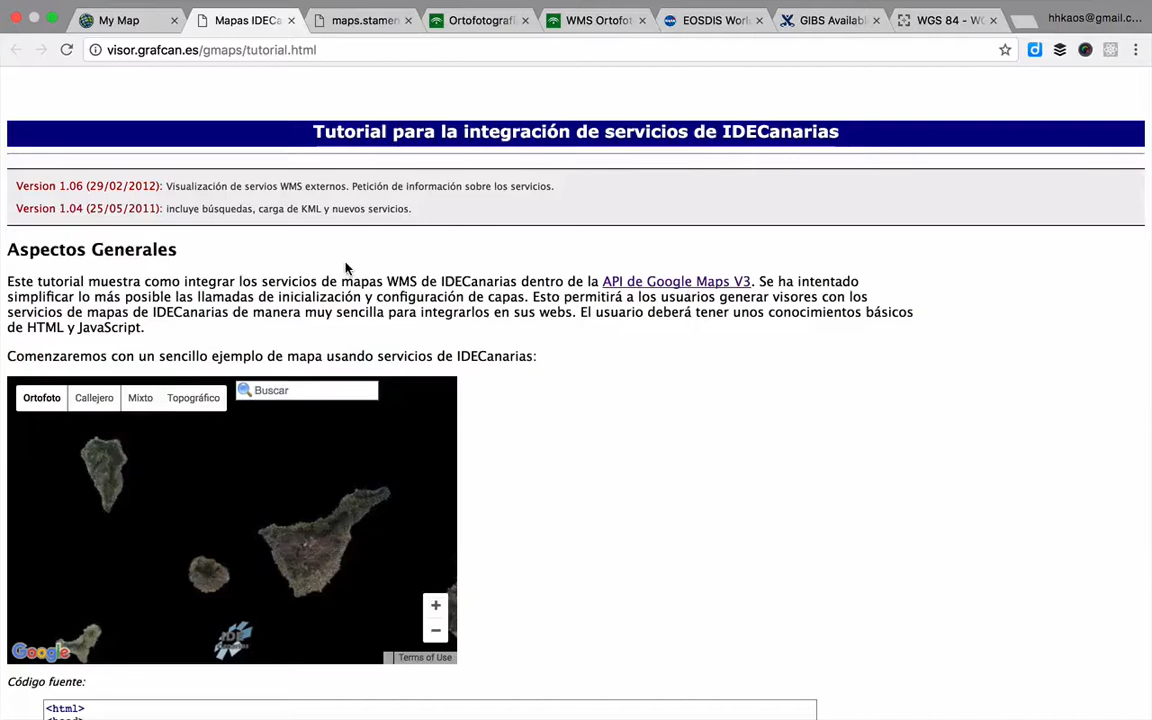 My Map
Mapas IDECa
maps.stamen
Ortofotografi
WMS Ortofot
EOSDIS Worl
GIBS Availabl
WGS 84 - W
hhkaos@gmail.c...
visor.grafcan.es/gmaps/tutorial.html
Tutorial para la integración de servicios de IDECanarias
Version 1.06 (29/02/2012): Visualización de servios WMS externos. Petición de información sobre los servicios.
Version 1.04 (25/05/2011): incluye búsquedas, carga de KML y nuevos servicios.
Aspectos Generales
Este tutorial muestra como integrar los servicios de mapas WMS de IDECanarias dentro de la API de Google Maps V3. Se ha intentado
simplificar lo más posible las llamadas de inicialización y configuración de capas. Esto permitirá a los usuarios generar visores con los
servicios de mapas de IDECanarias de manera muy sencilla para integrarlos en sus webs. El usuario deberá tener unos conocimientos básicos
de HTML y JavaScript.
Comenzaremos con un sencillo ejemplo de mapa usando servicios de IDECanarias:
Ortofoto Callejero Mixto Topográfico Buscar
+
−
IDE
Canarias
Google
Terms of Use
Código fuente:
<html>